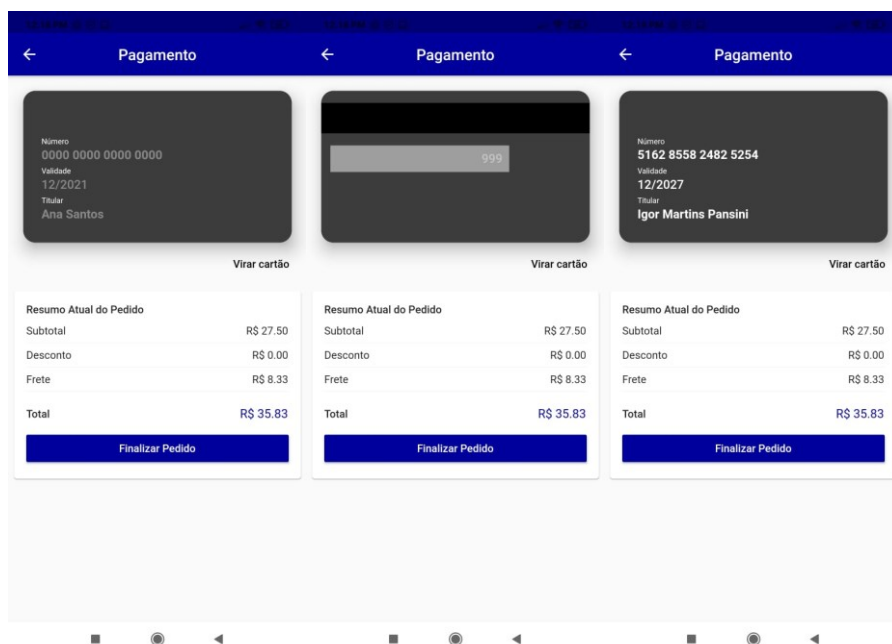 Pagamento
Número
0000 0000 0000 0000
Validade
12/2021
Titular
Ana Santos
Virar cartão
Resumo Atual do Pedido
Subtotal R$ 27.50
Desconto R$ 0.00
Frete R$ 8.33
Total R$ 35.83
Finalizar Pedido
Pagamento
999
Virar cartão
Resumo Atual do Pedido
Subtotal R$ 27.50
Desconto R$ 0.00
Frete R$ 8.33
Total R$ 35.83
Finalizar Pedido
Pagamento
Número
5162 8558 2482 5254
Validade
12/2027
Titular
Igor Martins Pansini
Virar cartão
Resumo Atual do Pedido
Subtotal R$ 27.50
Desconto R$ 0.00
Frete R$ 8.33
Total R$ 35.83
Finalizar Pedido